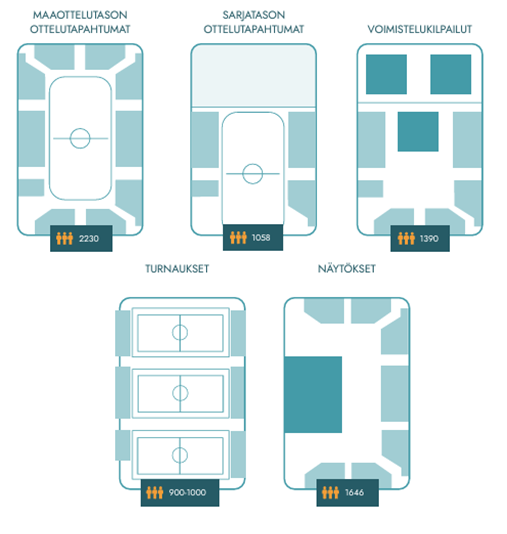 MAAOTTELUTASON
OTTELUTAPAHTUMAT
SARJATASON
OTTELUTAPAHTUMAT
VOIMISTELUKILPAILUT
2230
1058
1390
TURNAUKSET
NÄYTÖKSET
900-1000
1646